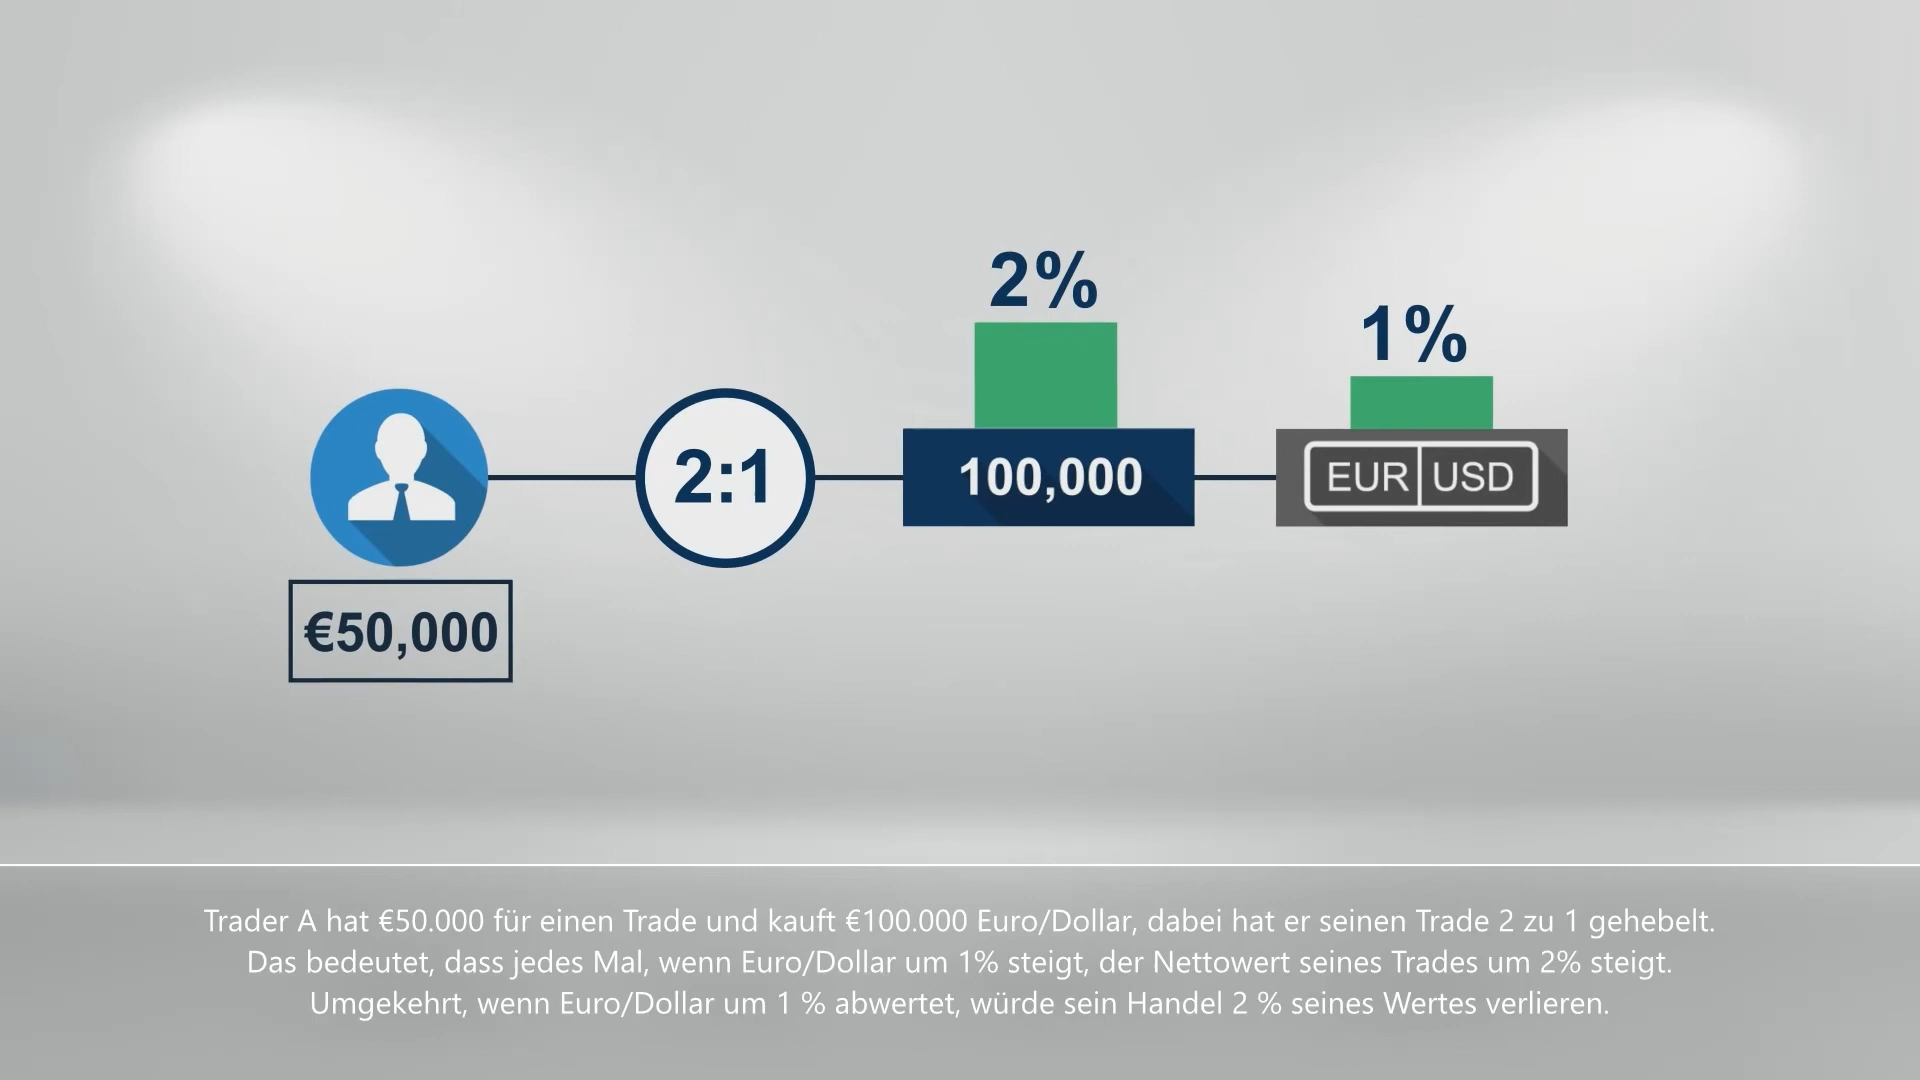 2%
1%
2:1
100,000
EUR USD
€50,000
Trader A hat €50.000 für einen Trade und kauft €100.000 Euro/Dollar, dabei hat er seinen Trade 2 zu 1 gehebelt.
Das bedeutet, dass jedes Mal, wenn Euro/Dollar um 1% steigt, der Nettowert seines Trades um 2% steigt.
Umgekehrt, wenn Euro/Dollar um 1 % abwertet, würde sein Handel 2 % seines Wertes verlieren.